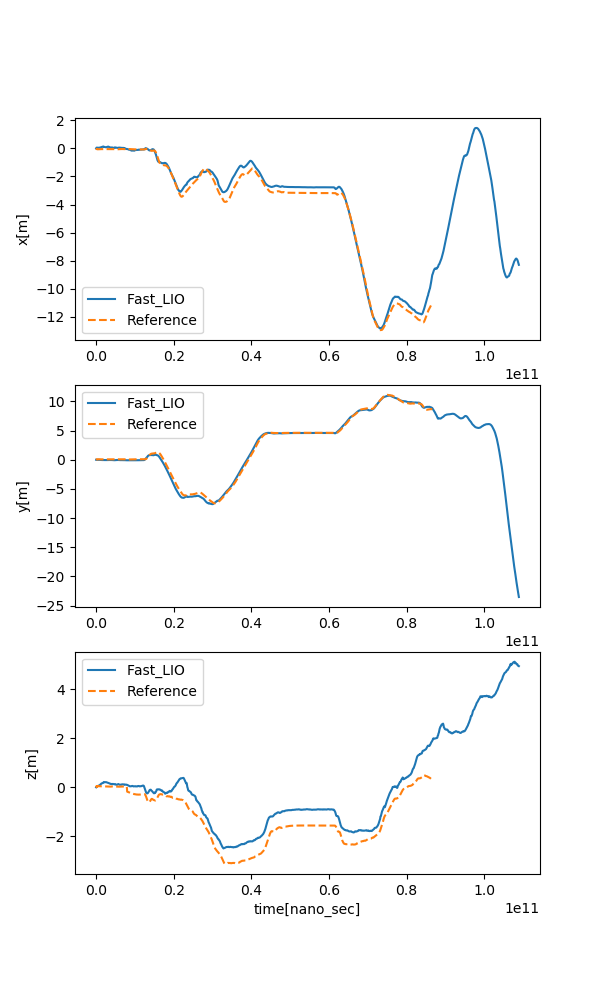 2
0
−2
−4
−6
−8
−10
−12
x[m]
Fast_LIO
Reference
0.0 0.2 0.4 0.6 0.8 1.0
1e11
10
5
0
−5
−10
−15
−20
−25
y[m]
Fast_LIO
Reference
0.0 0.2 0.4 0.6 0.8 1.0
1e11
4
2
0
−2
z[m]
Fast_LIO
Reference
0.0 0.2 0.4 0.6 0.8 1.0
time[nano_sec]
1e11